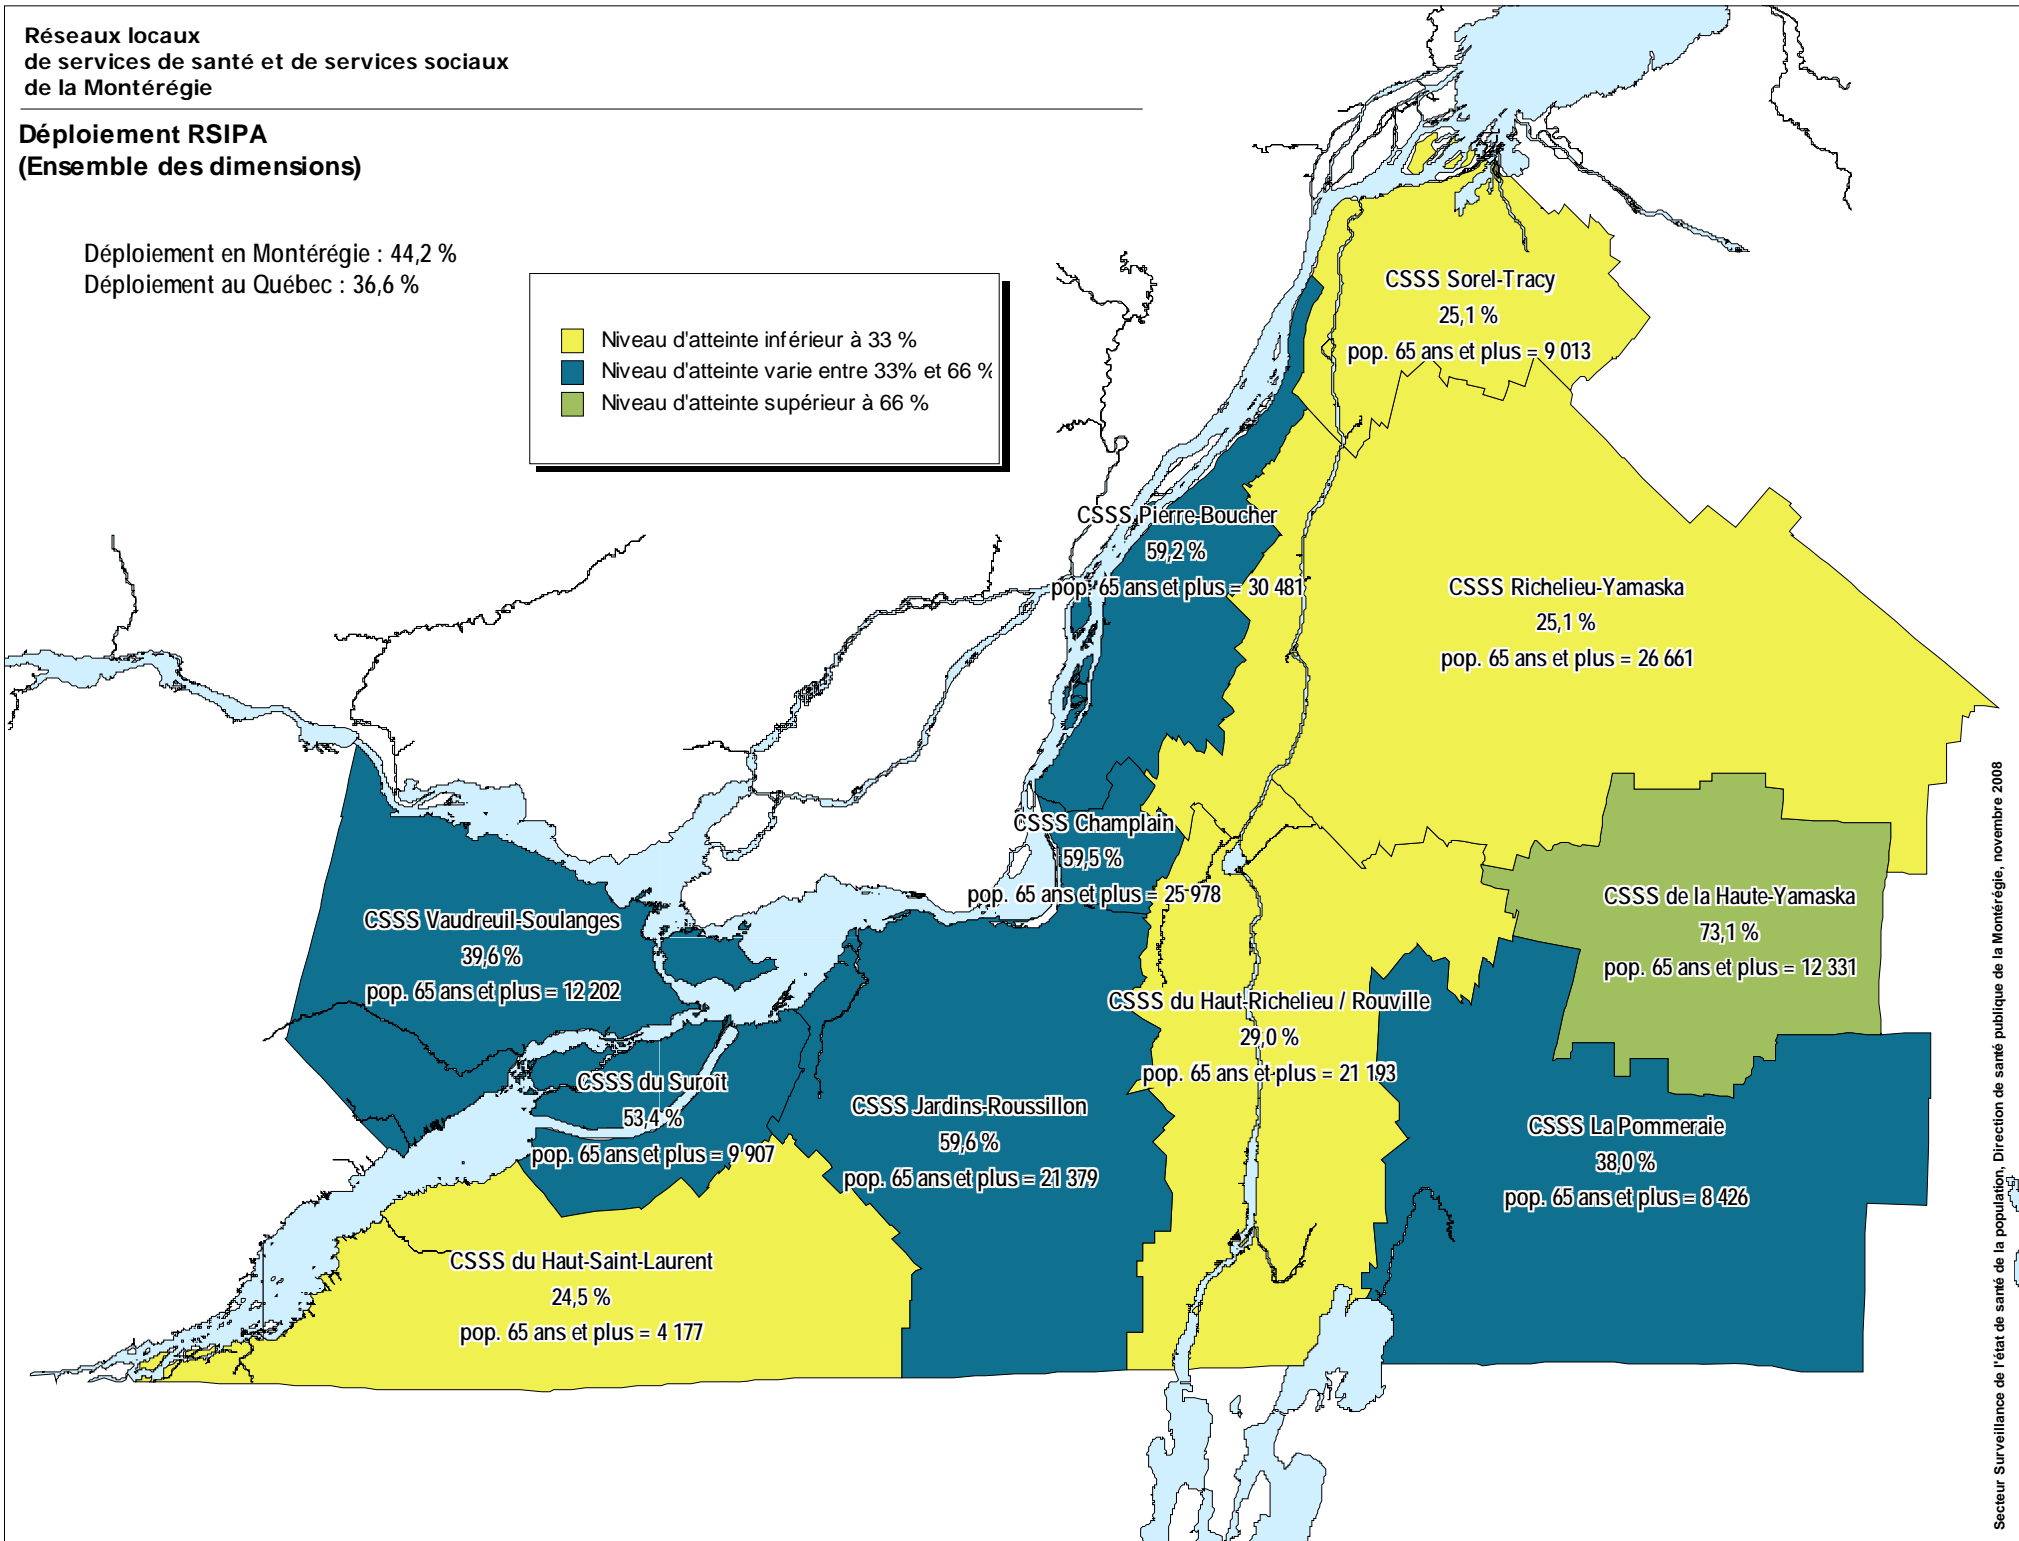 Réseaux locaux
de services de santé et de services sociaux
de la Montérégie
Déploiement RSIPA
(Ensemble des dimensions)
Déploiement en Montérégie : 44,2 %
Déploiement au Québec : 36,6 %
Niveau d'atteinte inférieur à 33 %
Niveau d'atteinte varie entre 33% et 66 %
Niveau d'atteinte supérieur à 66 %
CSSS Sorel-Tracy
25,1 %
pop. 65 ans et plus = 9 013
CSSS Pierre-Boucher
59,2 %
pop. 65 ans et plus = 30 481
CSSS Richelieu-Yamaska
25,1 %
pop. 65 ans et plus = 26 661
CSSS Champlain
59,5 %
pop. 65 ans et plus = 25 978
CSSS de la Haute-Yamaska
73,1 %
pop. 65 ans et plus = 12 331
CSSS Vaudreuil-Soulanges
39,6 %
pop. 65 ans et plus = 12 202
CSSS du Haut-Richelieu / Rouville
29,0 %
pop. 65 ans et plus = 21 193
CSSS du Suroît
53,4 %
pop. 65 ans et plus = 9 907
CSSS Jardins-Roussillon
59,6 %
pop. 65 ans et plus = 21 379
CSSS La Pommeraie
38,0 %
pop. 65 ans et plus = 8 426
CSSS du Haut-Saint-Laurent
24,5 %
pop. 65 ans et plus = 4 177
Secteur Surveillance de l'état de santé de la population, Direction de santé publique de la Montérégie, novembre 2008